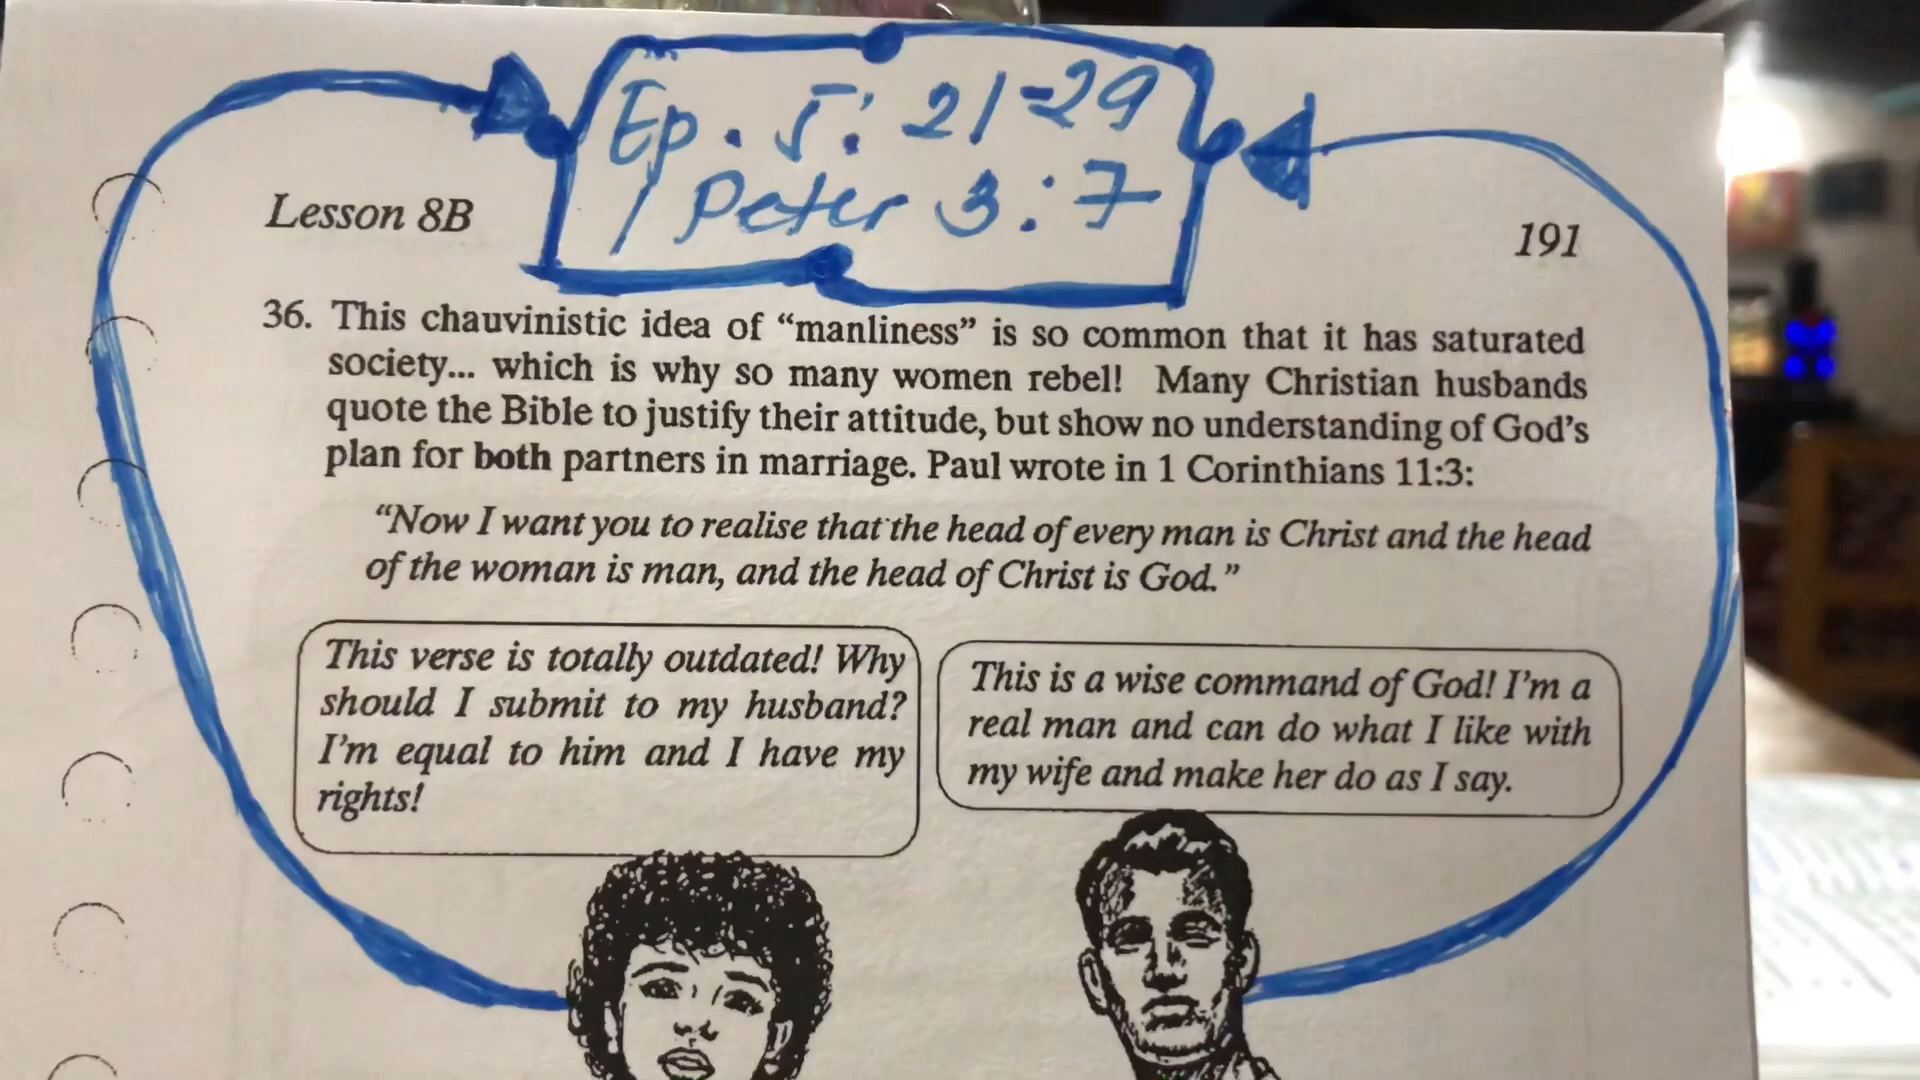 Ep. 5: 21-29
1 Peter 3:7
Lesson 8B
191
36. This chauvinistic idea of “manliness” is so common that it has saturated
society... which is why so many women rebel! Many Christian husbands
quote the Bible to justify their attitude, but show no understanding of God’s
plan for both partners in marriage. Paul wrote in 1 Corinthians 11:3:
“Now I want you to realise that the head of every man is Christ and the head
of the woman is man, and the head of Christ is God.”
This verse is totally outdated! Why
should I submit to my husband?
I’m equal to him and I have my
rights!
This is a wise command of God! I’m a
real man and can do what I like with
my wife and make her do as I say.